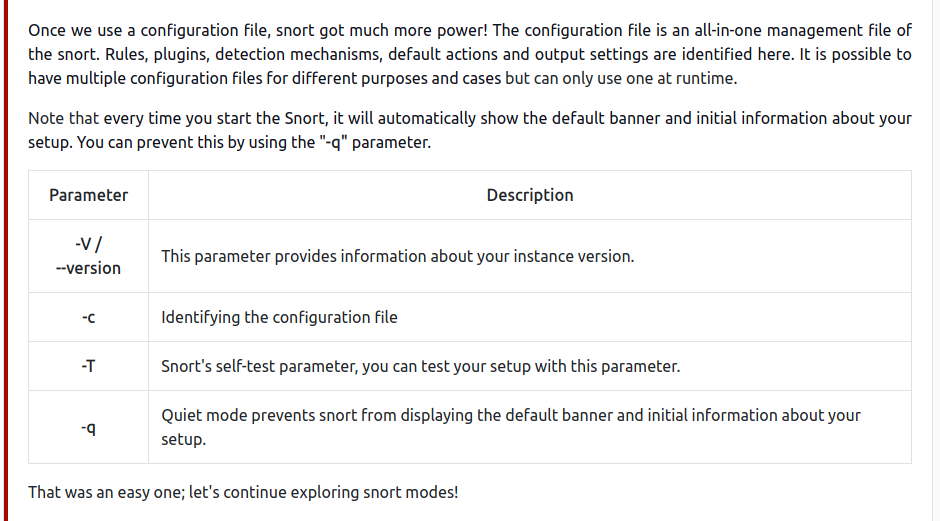 Once we use a configuration file, snort got much more power! The configuration file is an all-in-one management file of
the snort. Rules, plugins, detection mechanisms, default actions and output settings are identified here. It is possible to
have multiple configuration files for different purposes and cases but can only use one at runtime.
Note that every time you start the Snort, it will automatically show the default banner and initial information about your
setup. You can prevent this by using the "-q" parameter.
Parameter Description
-V /
--version
This parameter provides information about your instance version.
-c Identifying the configuration file
-T Snort's self-test parameter, you can test your setup with this parameter.
-q
Quiet mode prevents snort from displaying the default banner and initial information about your
setup.
That was an easy one; let's continue exploring snort modes!